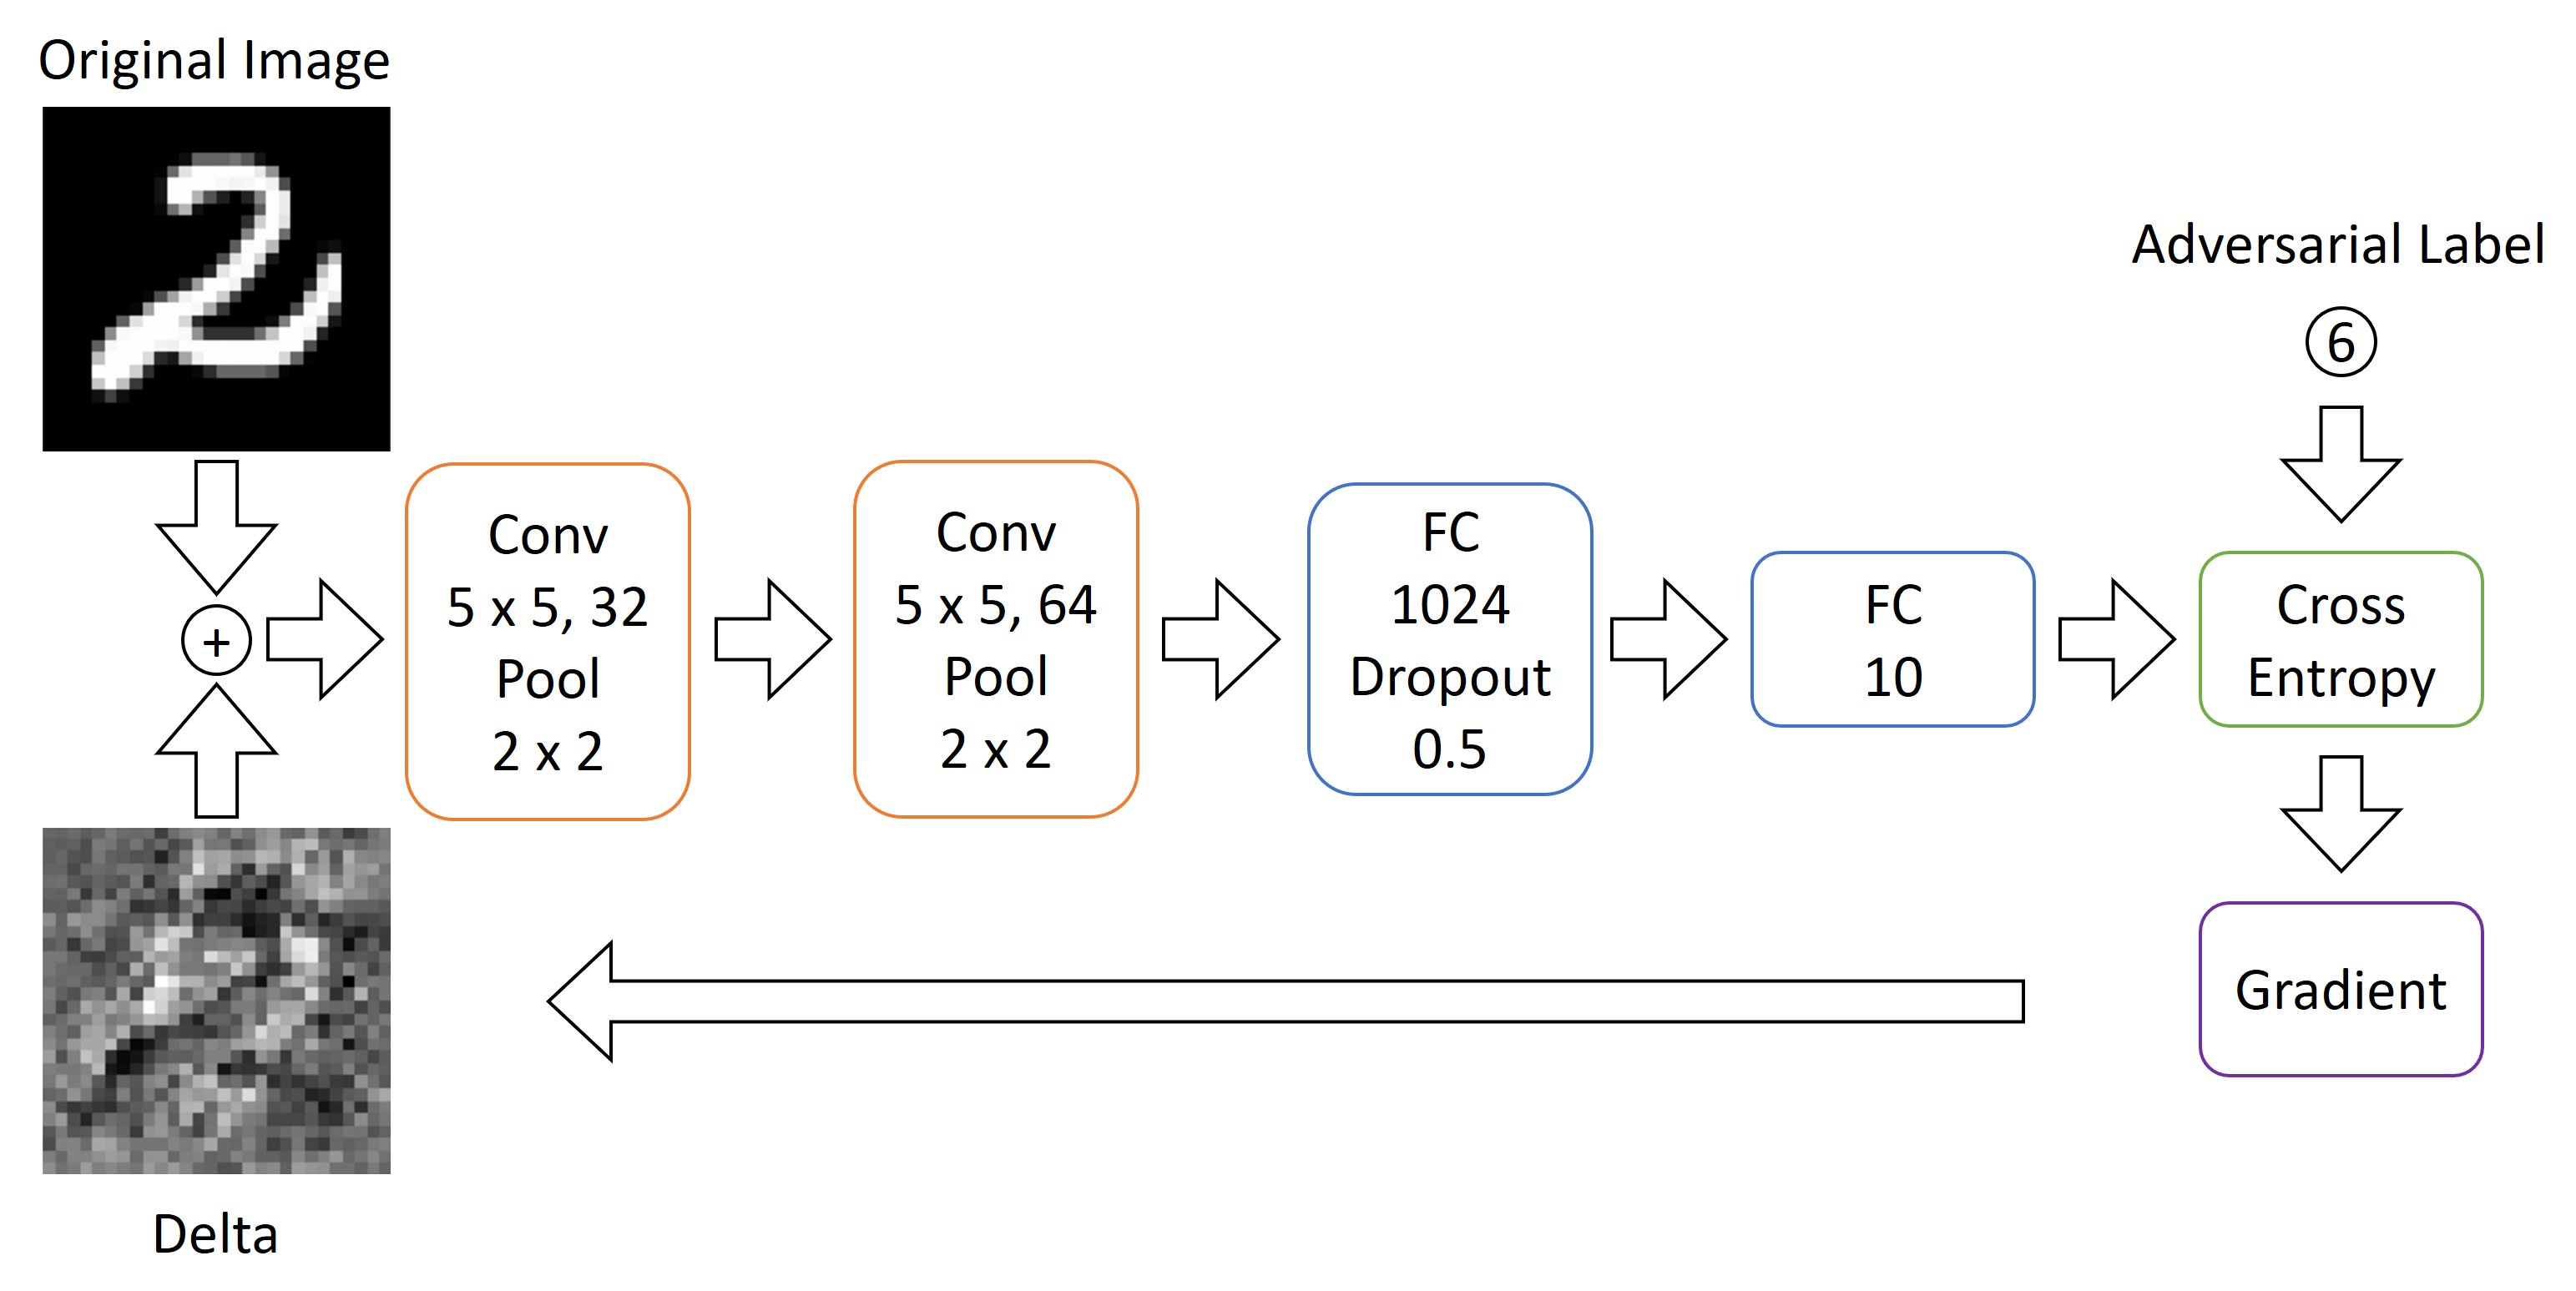 Original Image
+
Delta
Conv
5 x 5, 32
Pool
2 x 2
Conv
5 x 5, 64
Pool
2 x 2
FC
1024
Dropout
0.5
FC
10
Adversarial Label
6
Cross
Entropy
Gradient